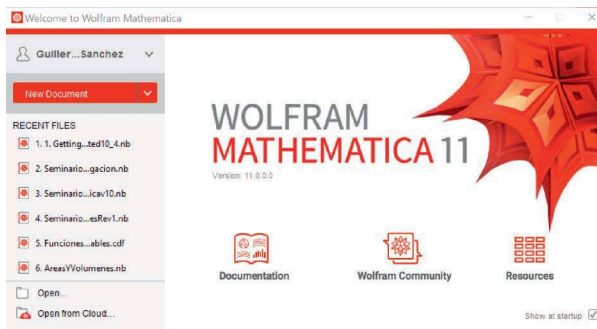 Welcome to Wolfram Mathematica
Guiller...Sanchez
New Document
RECENT FILES
1. 1. Getting...ted10_4.nb
2. Seminario...gacion.nb
3. Seminario...icav10.nb
4. Seminario...esRev1.nb
5. Funciones...ables.cdf
6. AreasYVolumenes.nb
Open...
Open from Cloud...
WOLFRAM
MATHEMATICA 11
Version: 11.0.0.0
Documentation
Wolfram Community
Resources
Show at startup